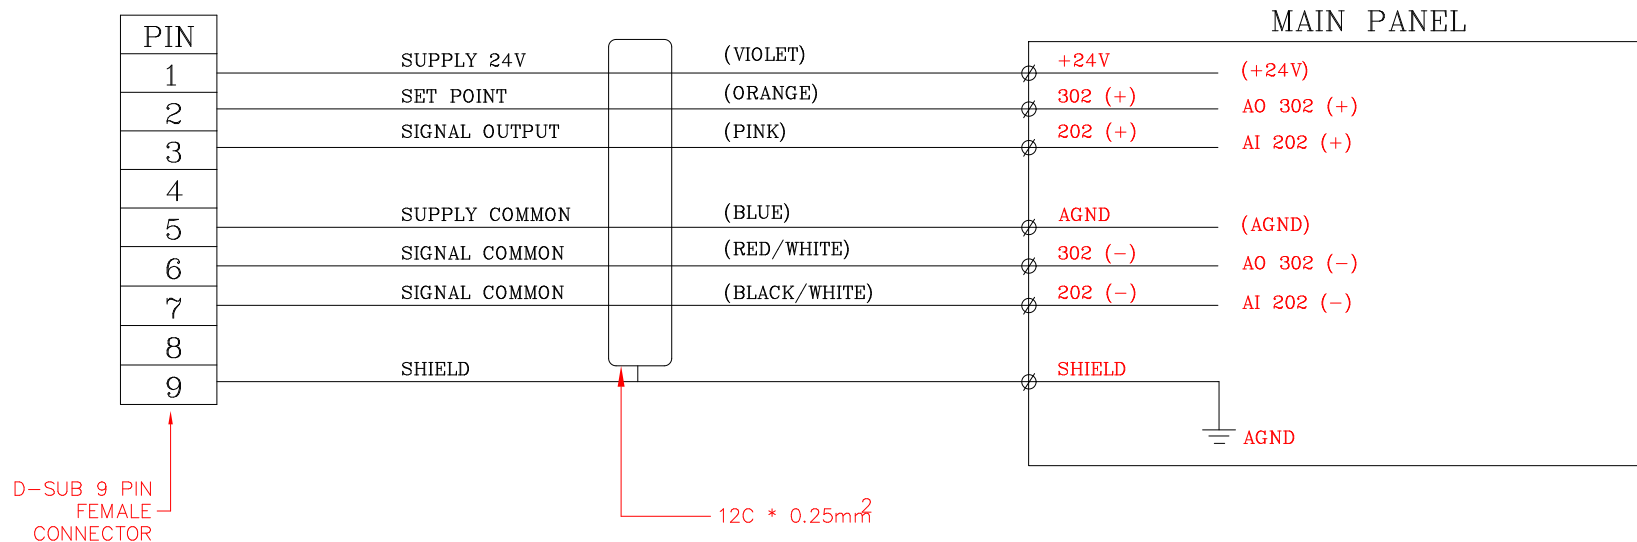 MAIN PANEL
PIN
1 SUPPLY 24V (VIOLET) +24V (+24V)
2 SET POINT (ORANGE) 302 (+) AO 302 (+)
3 SIGNAL OUTPUT (PINK) 202 (+) AI 202 (+)
4
5 SUPPLY COMMON (BLUE) AGND (AGND)
6 SIGNAL COMMON (RED/WHITE) 302 (-) AO 302 (-)
7 SIGNAL COMMON (BLACK/WHITE) 202 (-) AI 202 (-)
8
9 SHIELD SHIELD
AGND
D-SUB 9 PIN
FEMALE
CONNECTOR
12C * 0.25mm²